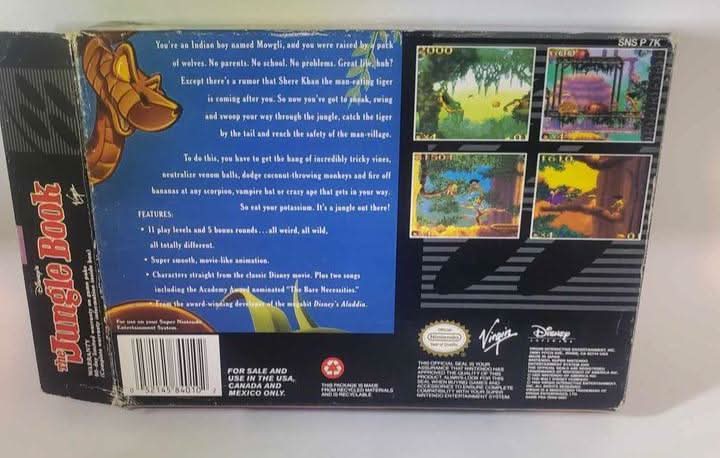 SNS P 7K
You're an Indian boy named Mowgli, and you were raised by a pack
of wolves. No parents. No school. No problems. Great life, huh?
Except there's a rumor that Shere Khan the man-eating tiger
is coming after you. So now you've got to sneak, swing
and swoop your way through the jungle, catch the tiger
by the tail and reach the safety of the man-village.
To do this, you have to get the hang of incredibly tricky vines,
neutralize venom balls, dodge coconut-throwing monkeys and fire off
bananas at any scorpion, vampire bat or crazy ape that gets in your way.
So eat your potassium. It's a jungle out there!
FEATURES:
• 11 play levels and 5 bonus rounds...all weird, all wild,
all totally different.
• Super smooth, movie-like animation.
• Characters straight from the classic Disney movie. Plus two songs
including the Academy Award nominated "The Bare Necessities."
• From the award-winning developer of the megabit Disney's Aladdin.
For use on your Super Nintendo
Entertainment System.
0 52145 84010 7
FOR SALE AND
USE IN THE USA,
CANADA AND
MEXICO ONLY.
THIS PACKAGE IS MADE
FROM RECYCLED MATERIALS
AND IS RECYCLABLE
Nintendo
Virgin
Disney
THIS OFFICIAL SEAL IS YOUR
ASSURANCE THAT NINTENDO HAS
APPROVED THE QUALITY OF THIS
PRODUCT. ALWAYS LOOK FOR THIS
SEAL WHEN BUYING GAMES AND
ACCESSORIES TO ENSURE COMPLETE
COMPATIBILITY WITH YOUR SUPER
NINTENDO ENTERTAINMENT SYSTEM.
Disney's
The Jungle Book
Virgin
WARRANTY